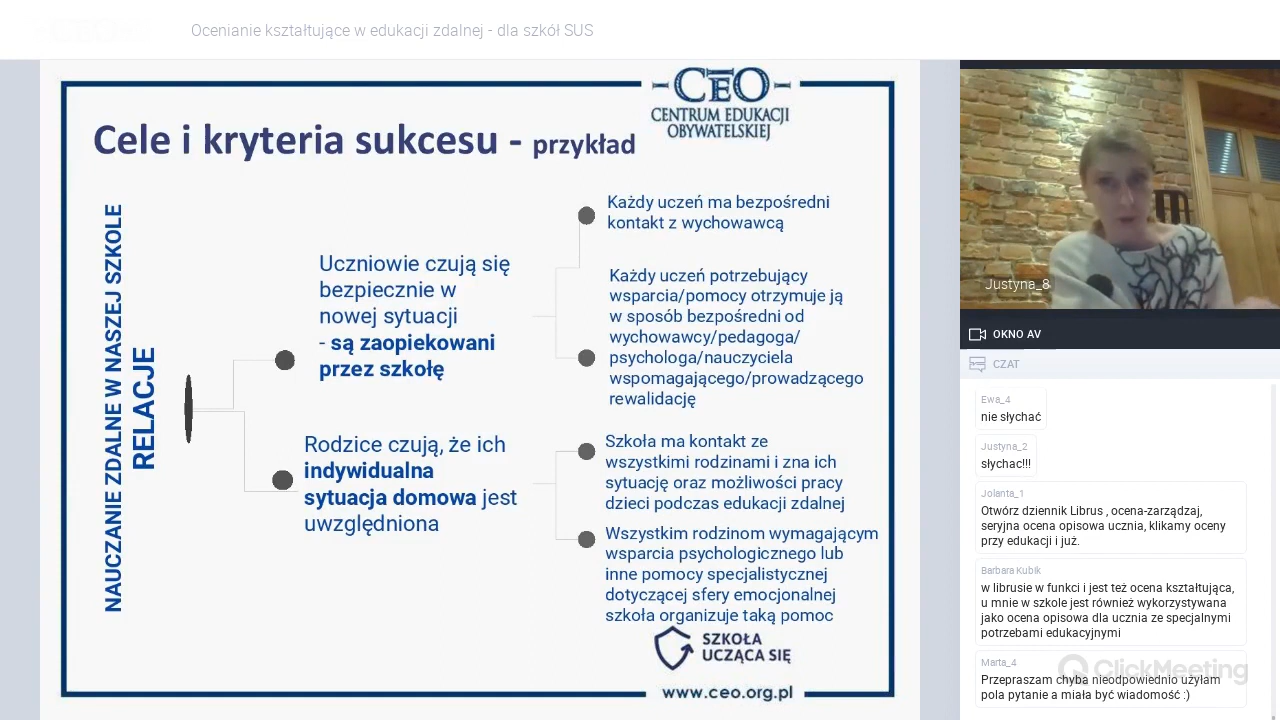 Ocenianie kształtujące w edukacji zdalnej - dla szkół SUS
CEO
CENTRUM EDUKACJI
OBYWATELSKIEJ
Cele i kryteria sukcesu - przykład
NAUCZANIE ZDALNE W NASZEJ SZKOLE
RELACJE
Uczniowie czują się
bezpiecznie w
nowej sytuacji
- są zaopiekowani
przez szkołę
Rodzice czują, że ich
indywidualna
sytuacja domowa jest
uwzględniona
Każdy uczeń ma bezpośredni
kontakt z wychowawcą
Każdy uczeń potrzebujący
wsparcia/pomocy otrzymuje ją
w sposób bezpośredni od
wychowawcy/pedagoga/
psychologa/nauczyciela
wspomagającego/prowadzącego
rewalidację
Szkoła ma kontakt ze
wszystkimi rodzinami i zna ich
sytuację oraz możliwości pracy
dzieci podczas edukacji zdalnej
Wszystkim rodzinom wymagającym
wsparcia psychologicznego lub
inne pomocy specjalistycznej
dotyczącej sfery emocjonalnej
szkoła organizuje taką pomoc
SZKOŁA
UCZĄCA SIĘ
www.ceo.org.pl
Justyna_8
OKNO AV
CZAT
Ewa_4
nie słychać
Justyna_2
słychac!!!
Jolanta_1
Otwórz dziennik Librus , ocena-zarządzaj,
seryjna ocena opisowa ucznia, klikamy oceny
przy edukacji i już.
Barbara Kubik
w librusie w funkci i jest też ocena kształtująca,
u mnie w szkole jest również wykorzystywana
jako ocena opisowa dla ucznia ze specjalnymi
potrzebami edukacyjnymi
Marta_4
Przepraszam chyba nieodpowiednio użyłam
pola pytanie a miała być wiadomość :)
ClickMeeting